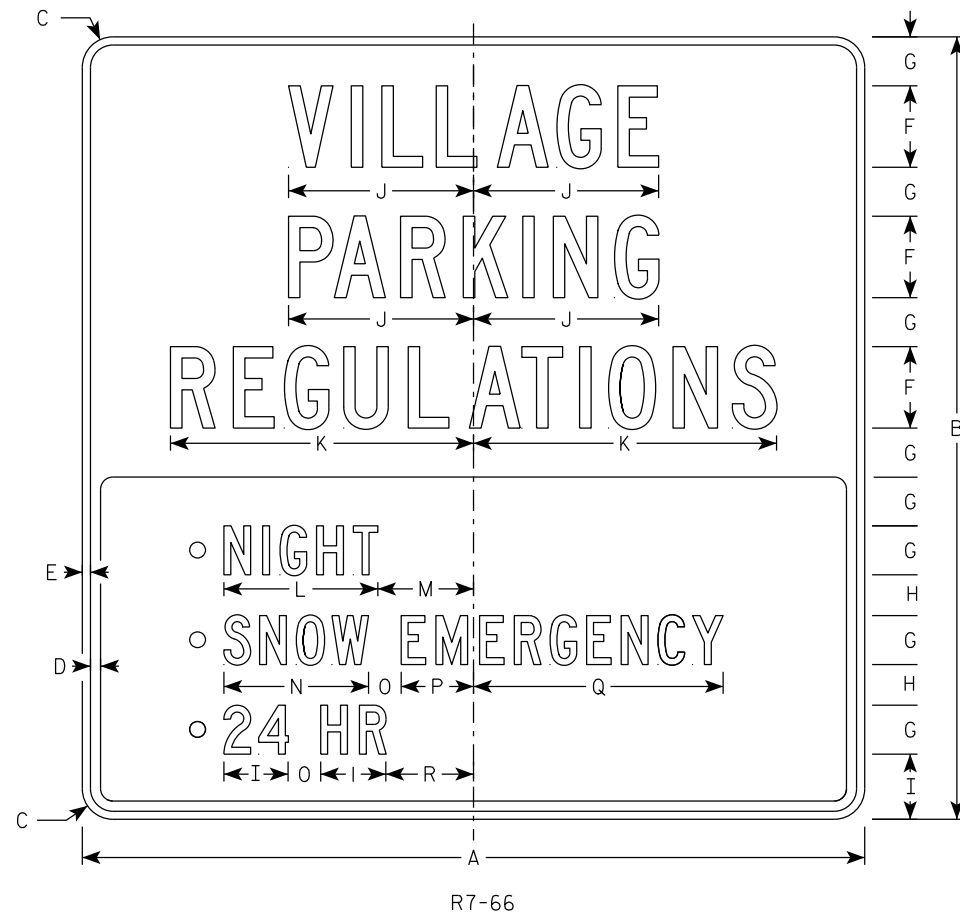 C
G
VILLAGE
F
J J
G
PARKING
F
J J
G
REGULATIONS
F
B
K K
G
G
NIGHT
G
E
L M
H
SNOW EMERGENCY
G
D
N O P Q
H
24 HR
G
I O I R
I
C
A
R7-66